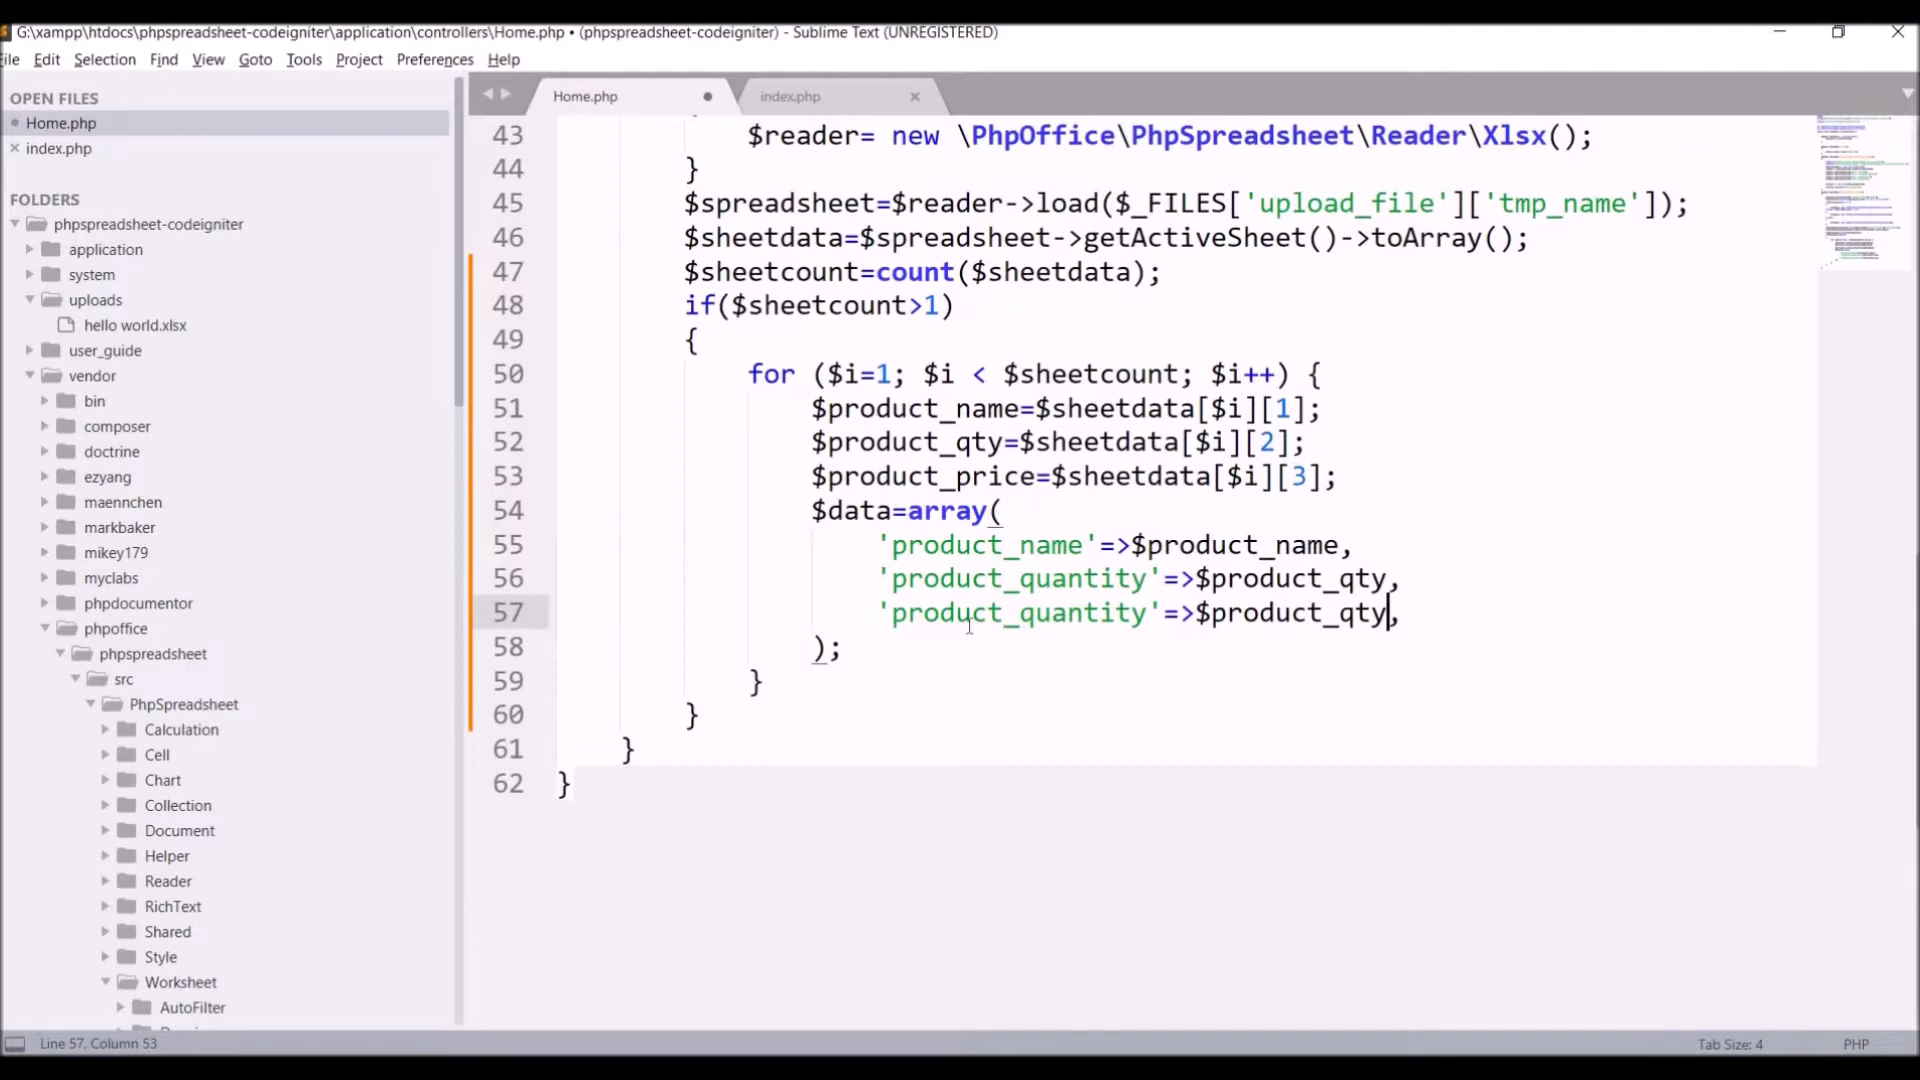 G:\xampp\htdocs\phpspreadsheet-codeigniter\application\controllers\Home.php • (phpspreadsheet-codeigniter) - Sublime Text (UNREGISTERED)
ile Edit Selection Find View Goto Tools Project Preferences Help
OPEN FILES
Home.php
index.php
FOLDERS
phpspreadsheet-codeigniter
application
system
uploads
hello world.xlsx
user_guide
vendor
bin
composer
doctrine
ezyang
maennchen
markbaker
mikey179
myclabs
phpdocumentor
phpoffice
phpspreadsheet
src
PhpSpreadsheet
Calculation
Cell
Chart
Collection
Document
Helper
Reader
RichText
Shared
Style
Worksheet
AutoFilter
Home.php index.php
43 $reader= new \PhpOffice\PhpSpreadsheet\Reader\Xlsx();
44 }
45 $spreadsheet=$reader->load($_FILES['upload_file']['tmp_name']);
46 $sheetdata=$spreadsheet->getActiveSheet()->toArray();
47 $sheetcount=count($sheetdata);
48 if($sheetcount>1)
49 {
50 for ($i=1; $i < $sheetcount; $i++) {
51 $product_name=$sheetdata[$i][1];
52 $product_qty=$sheetdata[$i][2];
53 $product_price=$sheetdata[$i][3];
54 $data=array(
55 'product_name'=>$product_name,
56 'product_quantity'=>$product_qty,
57 'product_quantity'=>$product_qty,
58 );
59 }
60 }
61 }
62 }
Line 57, Column 53 Tab Size: 4 PHP